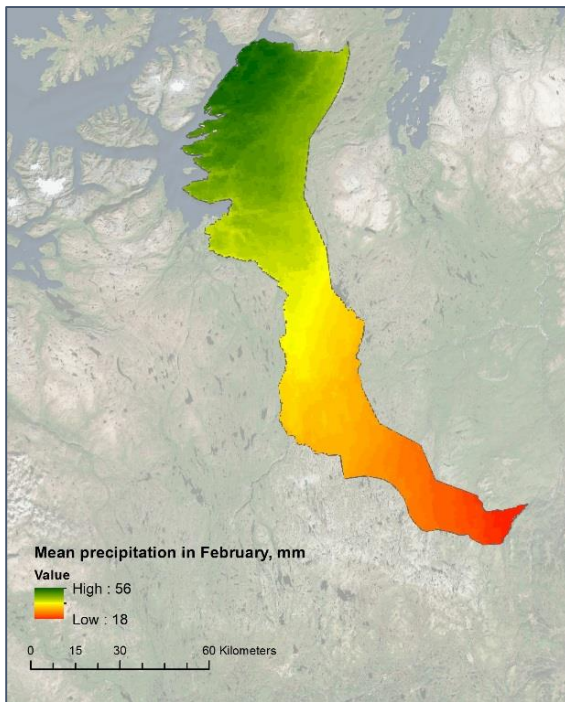 Mean precipitation in February, mm
Value
High : 56
Low : 18
0 15 30 60 Kilometers